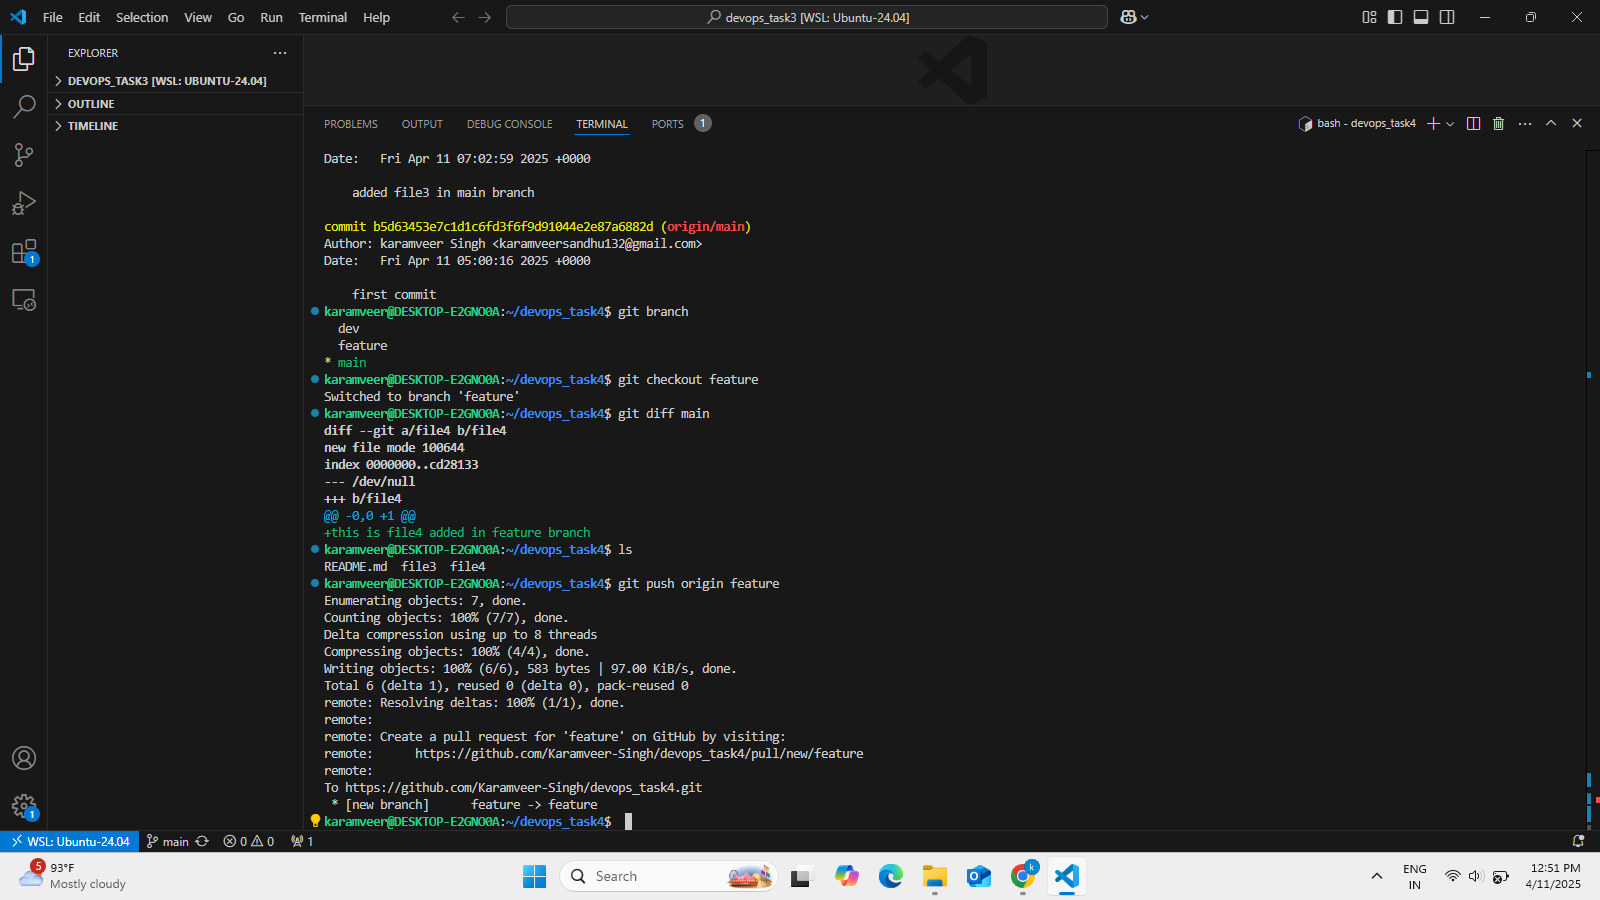 File Edit Selection View Go Run Terminal Help
devops_task3 [WSL: Ubuntu-24.04]
EXPLORER
DEVOPS_TASK3 [WSL: UBUNTU-24.04]
OUTLINE
TIMELINE
1
1
PROBLEMS OUTPUT DEBUG CONSOLE TERMINAL PORTS 1
bash - devops_task4
Date:   Fri Apr 11 07:02:59 2025 +0000
added file3 in main branch
commit b5d63453e7c1d1c6fd3f6f9d91044e2e87a6882d (origin/main)
Author: karamveer Singh <karamveersandhu132@gmail.com>
Date:   Fri Apr 11 05:00:16 2025 +0000
first commit
karamveer@DESKTOP-E2GNO0A:~/devops_task4$ git branch
dev
feature
* main
karamveer@DESKTOP-E2GNO0A:~/devops_task4$ git checkout feature
Switched to branch 'feature'
karamveer@DESKTOP-E2GNO0A:~/devops_task4$ git diff main
diff --git a/file4 b/file4
new file mode 100644
index 0000000..cd28133
--- /dev/null
+++ b/file4
@@ -0,0 +1 @@
+this is file4 added in feature branch
karamveer@DESKTOP-E2GNO0A:~/devops_task4$ ls
README.md  file3  file4
karamveer@DESKTOP-E2GNO0A:~/devops_task4$ git push origin feature
Enumerating objects: 7, done.
Counting objects: 100% (7/7), done.
Delta compression using up to 8 threads
Compressing objects: 100% (4/4), done.
Writing objects: 100% (6/6), 583 bytes | 97.00 KiB/s, done.
Total 6 (delta 1), reused 0 (delta 0), pack-reused 0
remote: Resolving deltas: 100% (1/1), done.
remote:
remote: Create a pull request for 'feature' on GitHub by visiting:
remote:      https://github.com/Karamveer-Singh/devops_task4/pull/new/feature
remote:
To https://github.com/Karamveer-Singh/devops_task4.git
* [new branch]      feature -> feature
karamveer@DESKTOP-E2GNO0A:~/devops_task4$
WSL: Ubuntu-24.04 main 0 0 1
5 93°F
Mostly cloudy
Search
k
ENG
IN
12:51 PM
4/11/2025